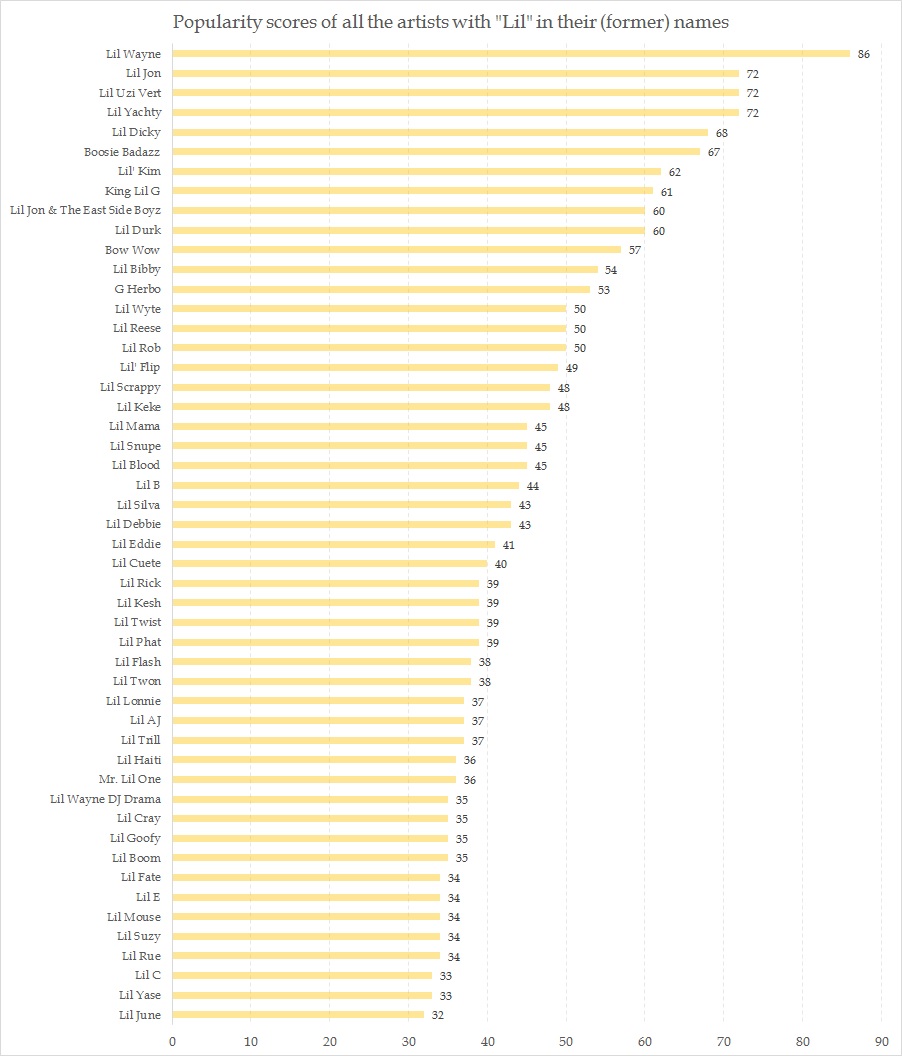 Popularity scores of all the artists with "Lil" in their (former) names
Lil Wayne 86
Lil Jon 72
Lil Uzi Vert 72
Lil Yachty 72
Lil Dicky 68
Boosie Badazz 67
Lil' Kim 62
King Lil G 61
Lil Jon & The East Side Boyz 60
Lil Durk 60
Bow Wow 57
Lil Bibby 54
G Herbo 53
Lil Wyte 50
Lil Reese 50
Lil Rob 50
Lil' Flip 49
Lil Scrappy 48
Lil Keke 48
Lil Mama 45
Lil Snupe 45
Lil Blood 45
Lil B 44
Lil Silva 43
Lil Debbie 43
Lil Eddie 41
Lil Cuete 40
Lil Rick 39
Lil Kesh 39
Lil Twist 39
Lil Phat 39
Lil Flash 38
Lil Twon 38
Lil Lonnie 37
Lil AJ 37
Lil Trill 37
Lil Haiti 36
Mr. Lil One 36
Lil Wayne DJ Drama 35
Lil Cray 35
Lil Goofy 35
Lil Boom 35
Lil Fate 34
Lil E 34
Lil Mouse 34
Lil Suzy 34
Lil Rue 34
Lil C 33
Lil Yase 33
Lil June 32
0 10 20 30 40 50 60 70 80 90